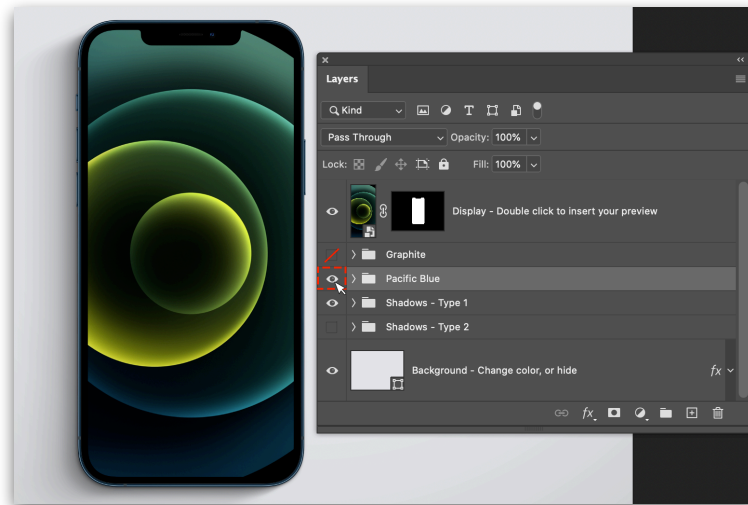 Layers
Kind
Pass Through Opacity: 100%
Lock: Fill: 100%
Display - Double click to insert your preview
Graphite
Pacific Blue
Shadows - Type 1
Shadows - Type 2
Background - Change color, or hide fx
fx